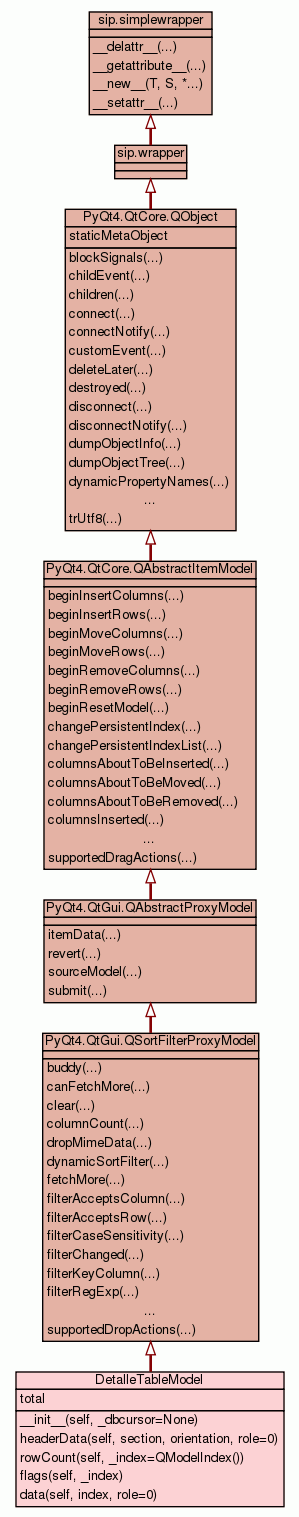 sip.simplewrapper
__delattr__(...)
__getattribute__(...)
__new__(T, S, *...)
__setattr__(...)
sip.wrapper
PyQt4.QtCore.QObject
staticMetaObject
blockSignals(...)
childEvent(...)
children(...)
connect(...)
connectNotify(...)
customEvent(...)
deleteLater(...)
destroyed(...)
disconnect(...)
disconnectNotify(...)
dumpObjectInfo(...)
dumpObjectTree(...)
dynamicPropertyNames(...)
...
trUtf8(...)
PyQt4.QtCore.QAbstractItemModel
beginInsertColumns(...)
beginInsertRows(...)
beginMoveColumns(...)
beginMoveRows(...)
beginRemoveColumns(...)
beginRemoveRows(...)
beginResetModel(...)
changePersistentIndex(...)
changePersistentIndexList(...)
columnsAboutToBeInserted(...)
columnsAboutToBeMoved(...)
columnsAboutToBeRemoved(...)
columnsInserted(...)
...
supportedDragActions(...)
PyQt4.QtGui.QAbstractProxyModel
itemData(...)
revert(...)
sourceModel(...)
submit(...)
PyQt4.QtGui.QSortFilterProxyModel
buddy(...)
canFetchMore(...)
clear(...)
columnCount(...)
dropMimeData(...)
dynamicSortFilter(...)
fetchMore(...)
filterAcceptsColumn(...)
filterAcceptsRow(...)
filterCaseSensitivity(...)
filterChanged(...)
filterKeyColumn(...)
filterRegExp(...)
...
supportedDropActions(...)
DetalleTableModel
total
__init__(self, _dbcursor=None)
headerData(self, section, orientation, role=0)
rowCount(self, _index=QModelIndex())
flags(self, _index)
data(self, index, role=0)